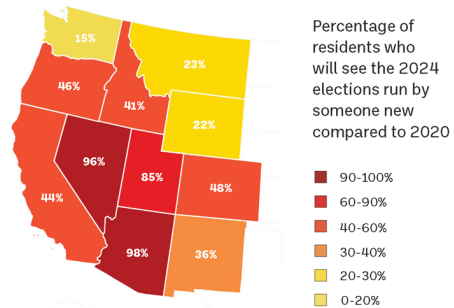 15%
23%
46%
41%
22%
96%
85%
48%
44%
98%
36%
Percentage of
residents who
will see the 2024
elections run by
someone new
compared to 2020
90-100%
60-90%
40-60%
30-40%
20-30%
0-20%